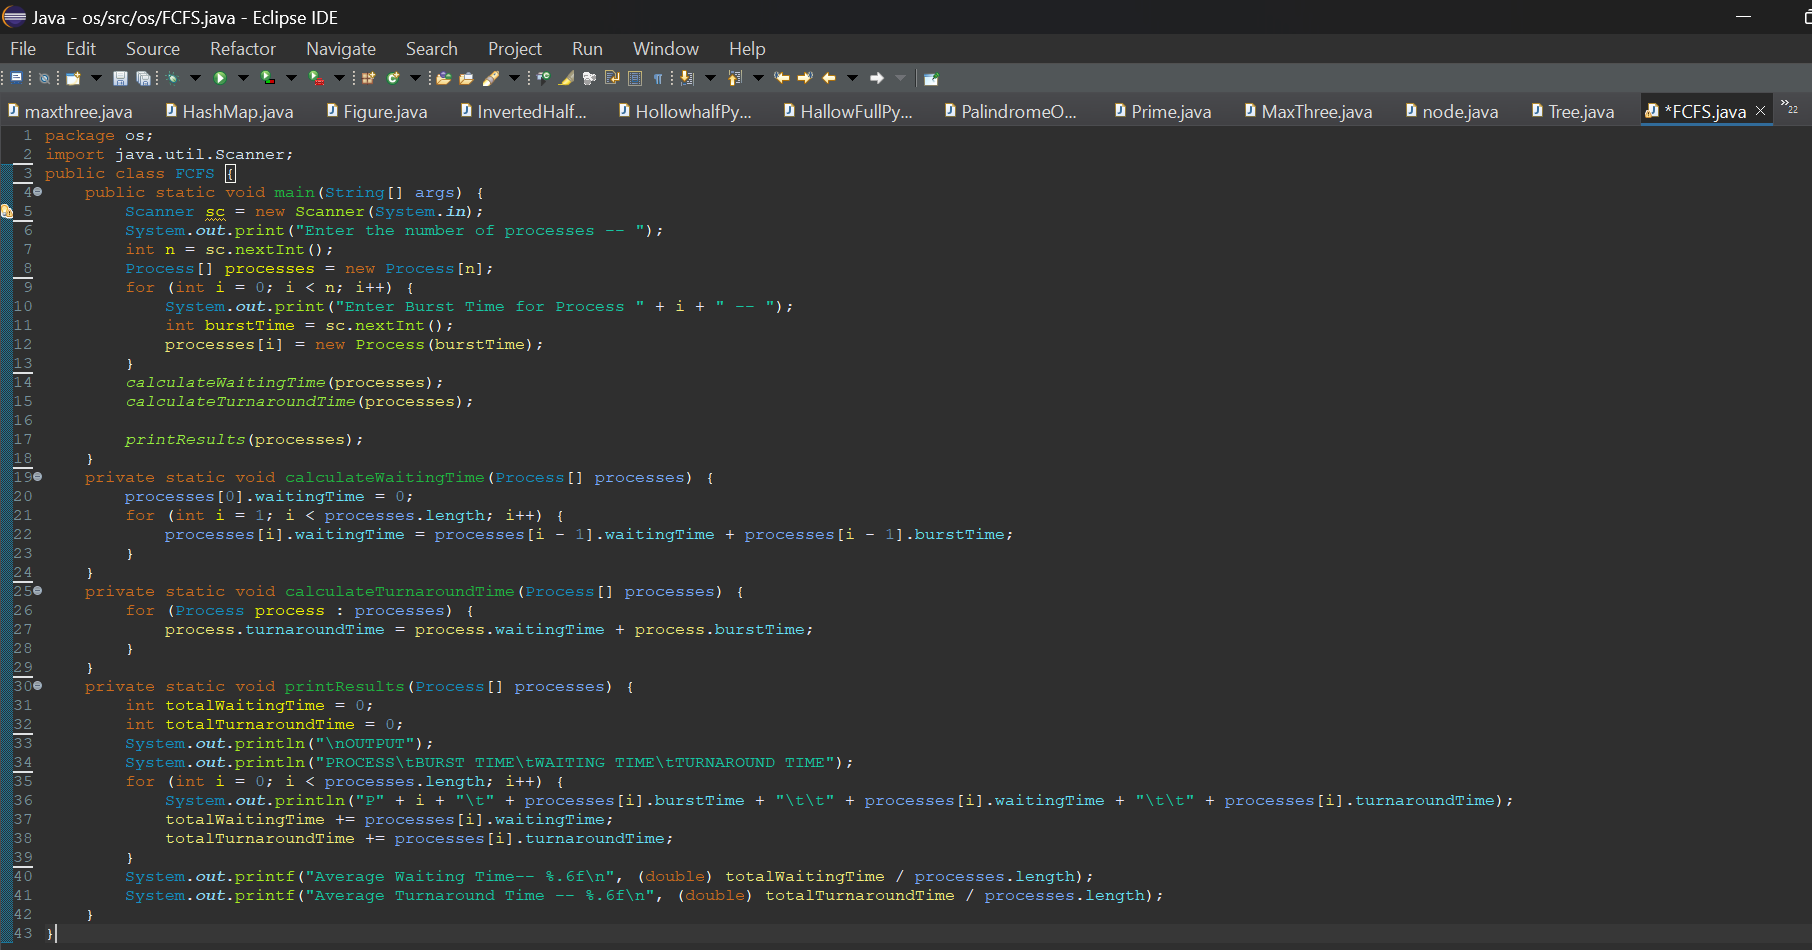 Java - os/src/os/FCFS.java - Eclipse IDE
File Edit Source Refactor Navigate Search Project Run Window Help
maxthree.java HashMap.java Figure.java InvertedHalf... HollowhalfPy... HallowFullPy... PalindromeO... Prime.java MaxThree.java node.java Tree.java *FCFS.java »22
1 package os;
2 import java.util.Scanner;
3 public class FCFS {
4 public static void main(String[] args) {
5 Scanner sc = new Scanner(System.in);
6 System.out.print("Enter the number of processes -- ");
7 int n = sc.nextInt();
8 Process[] processes = new Process[n];
9 for (int i = 0; i < n; i++) {
10 System.out.print("Enter Burst Time for Process " + i + " -- ");
11 int burstTime = sc.nextInt();
12 processes[i] = new Process(burstTime);
13 }
14 calculateWaitingTime(processes);
15 calculateTurnaroundTime(processes);
16
17 printResults(processes);
18 }
19 private static void calculateWaitingTime(Process[] processes) {
20 processes[0].waitingTime = 0;
21 for (int i = 1; i < processes.length; i++) {
22 processes[i].waitingTime = processes[i - 1].waitingTime + processes[i - 1].burstTime;
23 }
24 }
25 private static void calculateTurnaroundTime(Process[] processes) {
26 for (Process process : processes) {
27 process.turnaroundTime = process.waitingTime + process.burstTime;
28 }
29 }
30 private static void printResults(Process[] processes) {
31 int totalWaitingTime = 0;
32 int totalTurnaroundTime = 0;
33 System.out.println("\nOUTPUT");
34 System.out.println("PROCESS\tBURST TIME\tWAITING TIME\tTURNAROUND TIME");
35 for (int i = 0; i < processes.length; i++) {
36 System.out.println("P" + i + "\t" + processes[i].burstTime + "\t\t" + processes[i].waitingTime + "\t\t" + processes[i].turnaroundTime);
37 totalWaitingTime += processes[i].waitingTime;
38 totalTurnaroundTime += processes[i].turnaroundTime;
39 }
40 System.out.printf("Average Waiting Time-- %.6f\n", (double) totalWaitingTime / processes.length);
41 System.out.printf("Average Turnaround Time -- %.6f\n", (double) totalTurnaroundTime / processes.length);
42 }
43 }